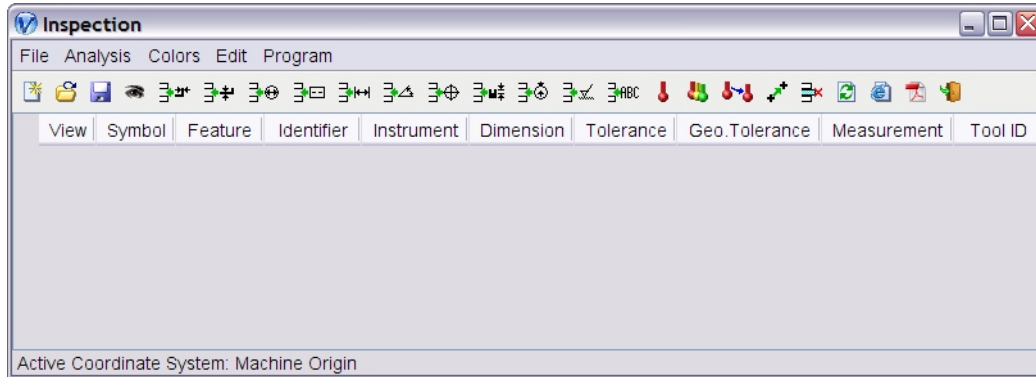 Inspection
File Analysis Colors Edit Program
ABC
View Symbol Feature Identifier Instrument Dimension Tolerance Geo.Tolerance Measurement Tool ID
Active Coordinate System: Machine Origin